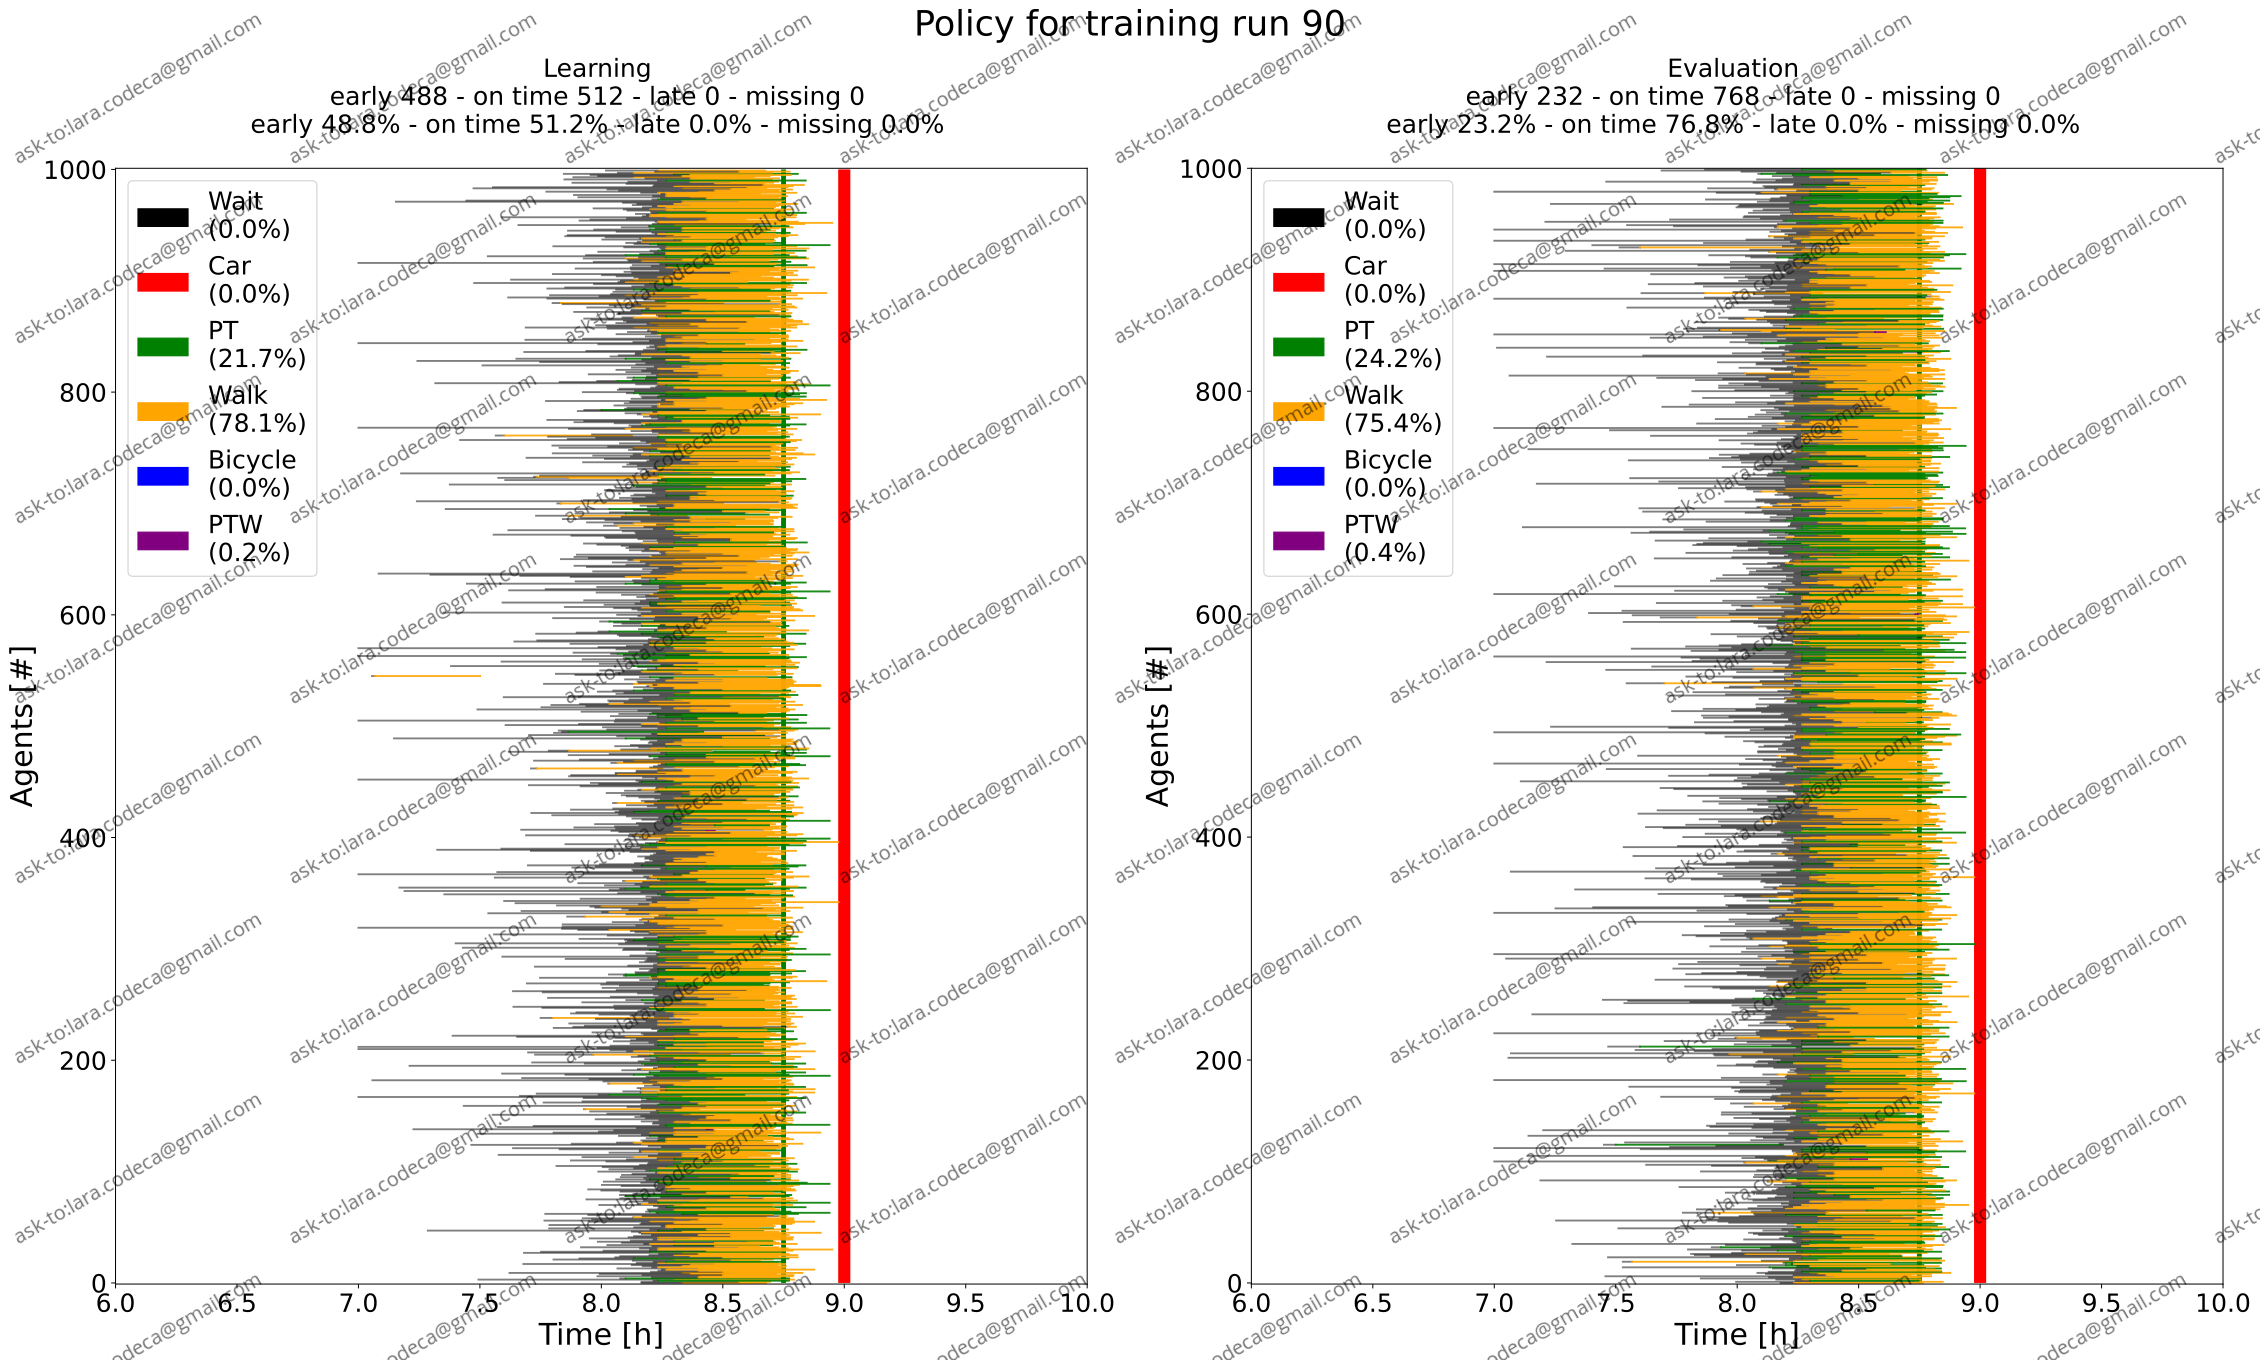 Policy for training run 90
Learning
early 488 - on time 512 - late 0 - missing 0
early 48.8% - on time 51.2% - late 0.0% - missing 0.0%
1000
800
600
400
200
0
Agents [#]
Wait
(0.0%)
Car
(0.0%)
PT
(21.7%)
Walk
(78.1%)
Bicycle
(0.0%)
PTW
(0.2%)
6.0 6.5 7.0 7.5 8.0 8.5 9.0 9.5 10.0
Time [h]
Evaluation
early 232 - on time 768 - late 0 - missing 0
early 23.2% - on time 76.8% - late 0.0% - missing 0.0%
1000
800
600
400
200
0
Agents [#]
Wait
(0.0%)
Car
(0.0%)
PT
(24.2%)
Walk
(75.4%)
Bicycle
(0.0%)
PTW
(0.4%)
6.0 6.5 7.0 7.5 8.0 8.5 9.0 9.5 10.0
Time [h]
ask-to:lara.codeca@gmail.com